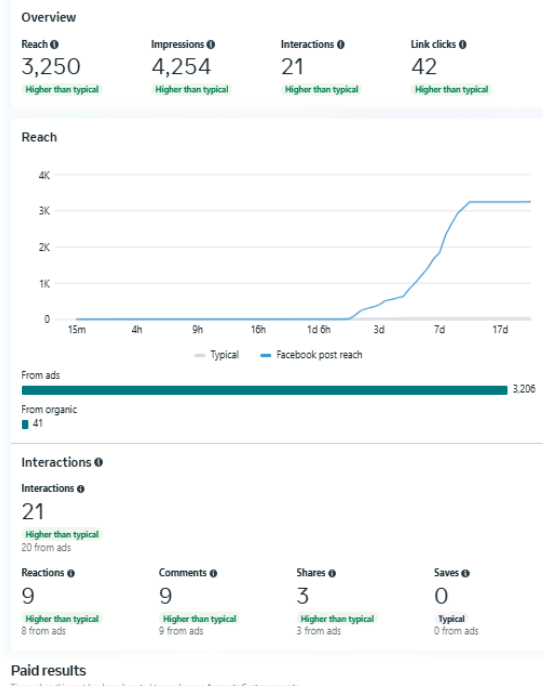 Overview
Reach Impressions Interactions Link clicks
3,250 4,254 21 42
Higher than typical Higher than typical Higher than typical Higher than typical
Reach
4K
3K
2K
1K
0
15m 4h 9h 16h 1d 6h 3d 7d 17d
Typical Facebook post reach
From ads
3,206
From organic
41
Interactions
Interactions
21
Higher than typical
20 from ads
Reactions Comments Shares Saves
9 9 3 0
Higher than typical Higher than typical Higher than typical Typical
8 from ads 9 from ads 3 from ads 0 from ads
Paid results